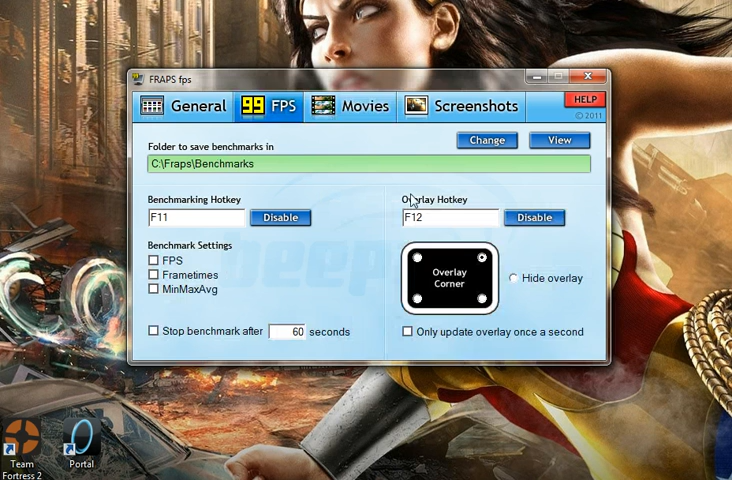 FRAPS fps
General
99 FPS
Movies
Screenshots
HELP
© 2011
Folder to save benchmarks in
Change
View
C:\Fraps\Benchmarks
Benchmarking Hotkey
Overlay Hotkey
F11
Disable
F12
Disable
Benchmark Settings
FPS
Frametimes
MinMaxAvg
Overlay
Corner
Hide overlay
Stop benchmark after 60 seconds
Only update overlay once a second
beep
Team
Fortress 2
Portal